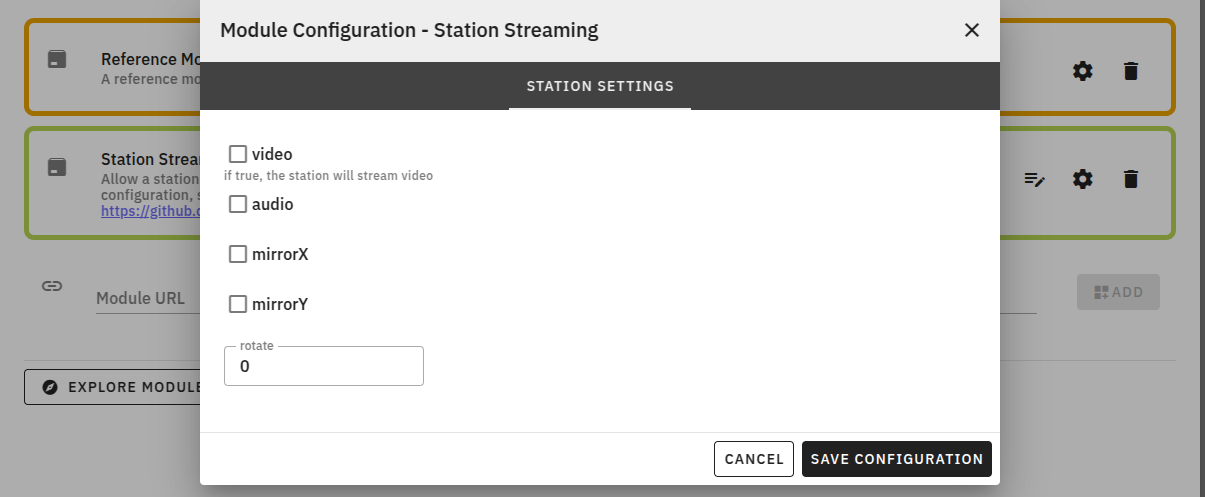 Module Configuration - Station Streaming
STATION SETTINGS
Reference Mo
A reference mo
Station Strea
Allow a station
configuration, s
https://github.c
Module URL
ADD
EXPLORE MODULE
video
if true, the station will stream video
audio
mirrorX
mirrorY
rotate
0
CANCEL
SAVE CONFIGURATION